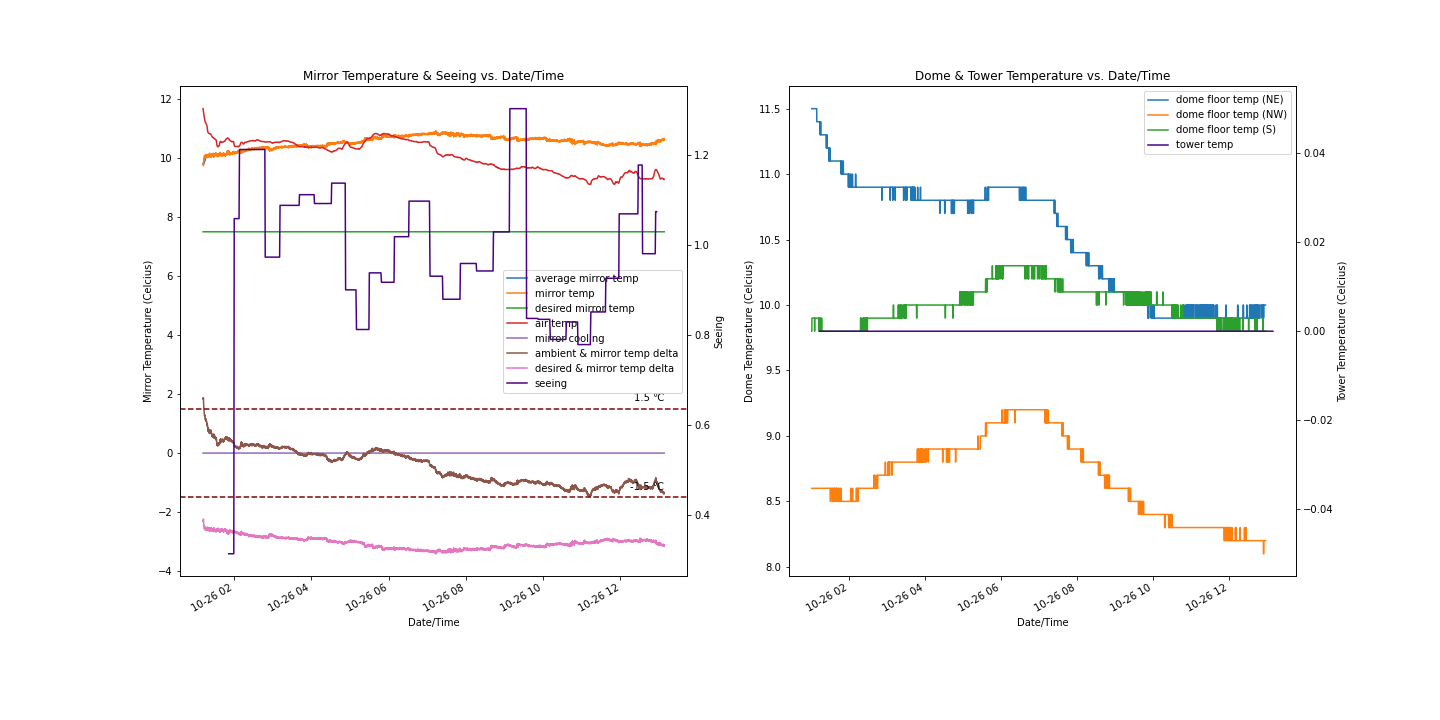 Mirror Temperature & Seeing vs. Date/Time
12
10
8
6
4
2
0
−2
−4
Mirror Temperature (Celcius)
1.2
1.0
0.8
0.6
0.4
Seeing
average mirror temp
mirror temp
desired mirror temp
air temp
mirror cooling
ambient & mirror temp delta
desired & mirror temp delta
seeing
1.5 °C
-1.5 °C
10-26 02
10-26 04
10-26 06
10-26 08
10-26 10
10-26 12
Date/Time
Dome & Tower Temperature vs. Date/Time
11.5
11.0
10.5
10.0
9.5
9.0
8.5
8.0
Dome Temperature (Celcius)
dome floor temp (NE)
dome floor temp (NW)
dome floor temp (S)
tower temp
0.04
0.02
0.00
−0.02
−0.04
Tower Temperature (Celcius)
10-26 02
10-26 04
10-26 06
10-26 08
10-26 10
10-26 12
Date/Time